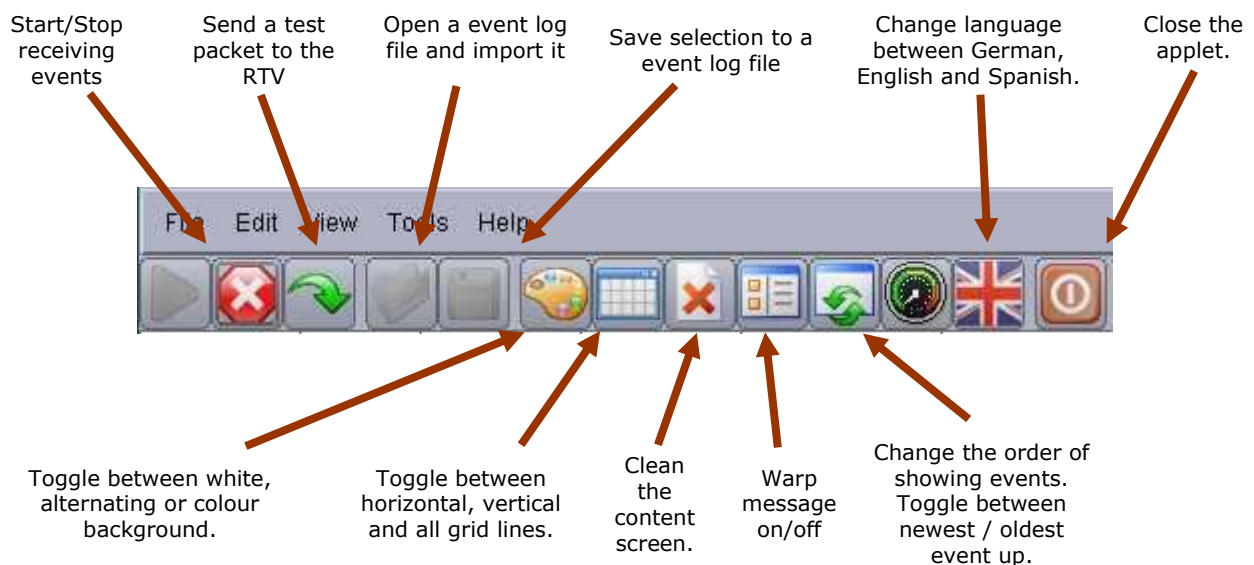 Start/Stop
receiving
events
Send a test
packet to the
RTV
Open a event log
file and import it
Save selection to a
event log file
Change language
between German,
English and Spanish.
Close the
applet.
File Edit View Tools Help
Toggle between white,
alternating or colour
background.
Toggle between
horizontal, vertical
and all grid lines.
Clean
the
content
screen.
Warp
message
on/off
Change the order of
showing events.
Toggle between
newest / oldest
event up.